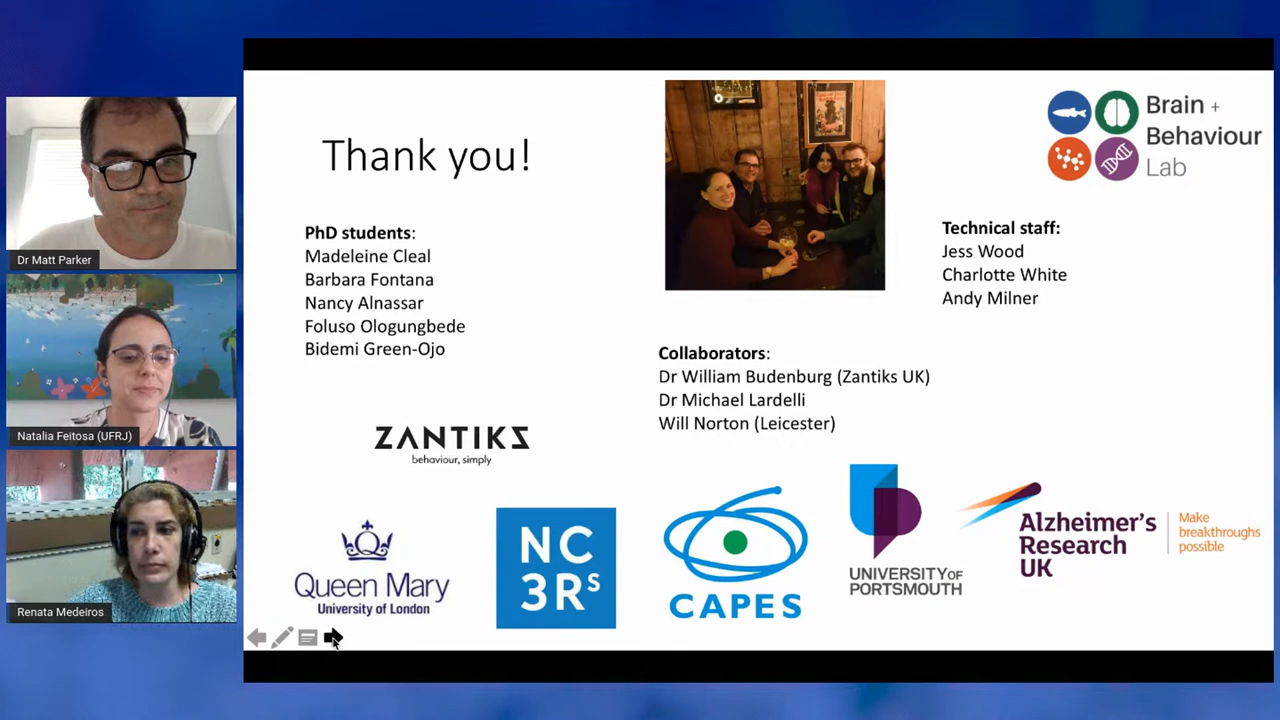 Dr Matt Parker
Natalia Feitosa (UFRJ)
Renata Medeiros
Thank you!
PhD students:
Madeleine Cleal
Barbara Fontana
Nancy Alnassar
Foluso Ologungbede
Bidemi Green-Ojo
Brain +
Behaviour
Lab
Technical staff:
Jess Wood
Charlotte White
Andy Milner
Collaborators:
Dr William Budenburg (Zantiks UK)
Dr Michael Lardelli
Will Norton (Leicester)
ZANTIKS
behaviour, simply
Queen Mary
University of London
NC
3Rs
CAPES
UNIVERSITY OF
PORTSMOUTH
Alzheimer's
Research
UK
Make
breakthroughs
possible